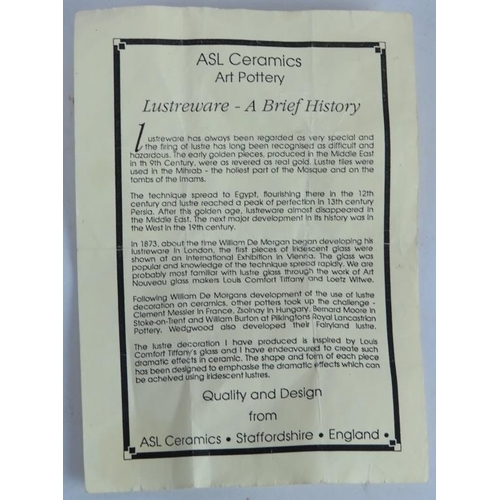 ASL Ceramics
Art Pottery
Lustreware - A Brief History
lustreware has always been regarded as very special and
the firing of lustre has long been recognised as difficult and
hazardous. The early golden pieces, produced in the Middle East
in th 9th Century, were as revered as real gold. Lustre tiles were
used in the Mihrab - the holiest part of the Mosque and on the
tombs of the Imams.
The technique spread to Egypt, flourishing there in the 12th
century and lustre reached a peak of perfection in 13th century
Persia. After this golden age, lustreware almost disappeared in
the Middle East. The next major development in its history was in
the West in the 19th century.
In 1873, about the time William De Morgan began developing his
lustreware in London, the first pieces of iridescent glass were
shown at an International Exhibition in Vienna. The glass was
popular and knowledge of the technique spread rapidly. We are
probably most familiar with lustre glass through the work of Art
Nouveau glass makers Louis Comfort Tiffany and Loetz Witwe.
Following William De Morgans development of the use of lustre
decoration on ceramics, other potters took up the challenge -
Clement Messier in France, Zsolnay in Hungary, Bernard Moore in
Stoke-on-Trent and William Burton at Pilkingtons Royal Lancastrian
Pottery. Wedgwood also developed their Fairyland lustre.
The lustre decoration I have produced is inspired by Louis
Comfort Tiffany's glass and I have endeavoured to create such
dramatic effects in ceramic. The shape and form of each piece
has been designed to emphasise the dramatic effects which can
be acheived using iridescent lustres.
Quality and Design
from
ASL Ceramics • Staffordshire • England •